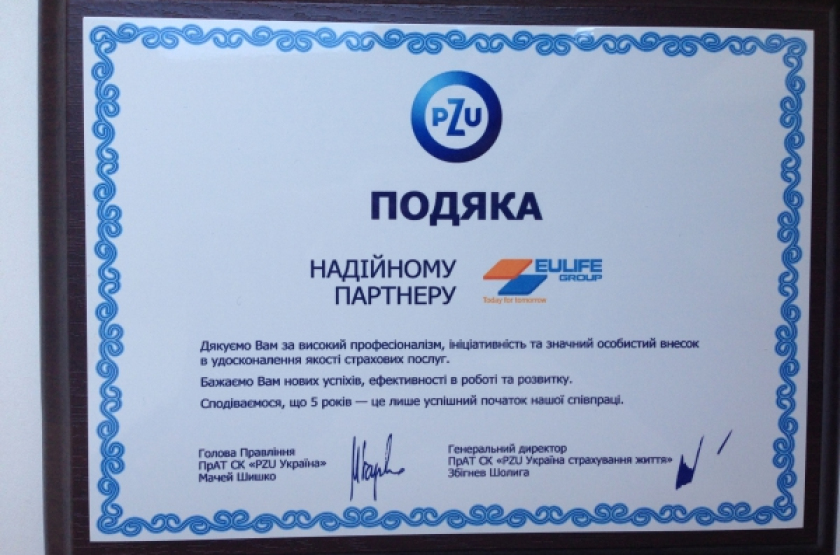 PZU
ПОДЯКА
НАДІЙНОМУ
ПАРТНЕРУ
EULIFE
GROUP
Today for tomorrow
Дякуємо Вам за високий професіоналізм, ініціативність та значний особистий внесок
в удосконалення якості страхових послуг.
Бажаємо Вам нових успіхів, ефективності в роботі та розвитку.
Сподіваємося, що 5 років — це лише успішний початок нашої співпраці.
Голова Правління
ПрАТ СК «PZU Україна»
Мачей Шишко
Генеральний директор
ПрАТ СК «PZU Україна страхування життя»
Збігнев Шолига